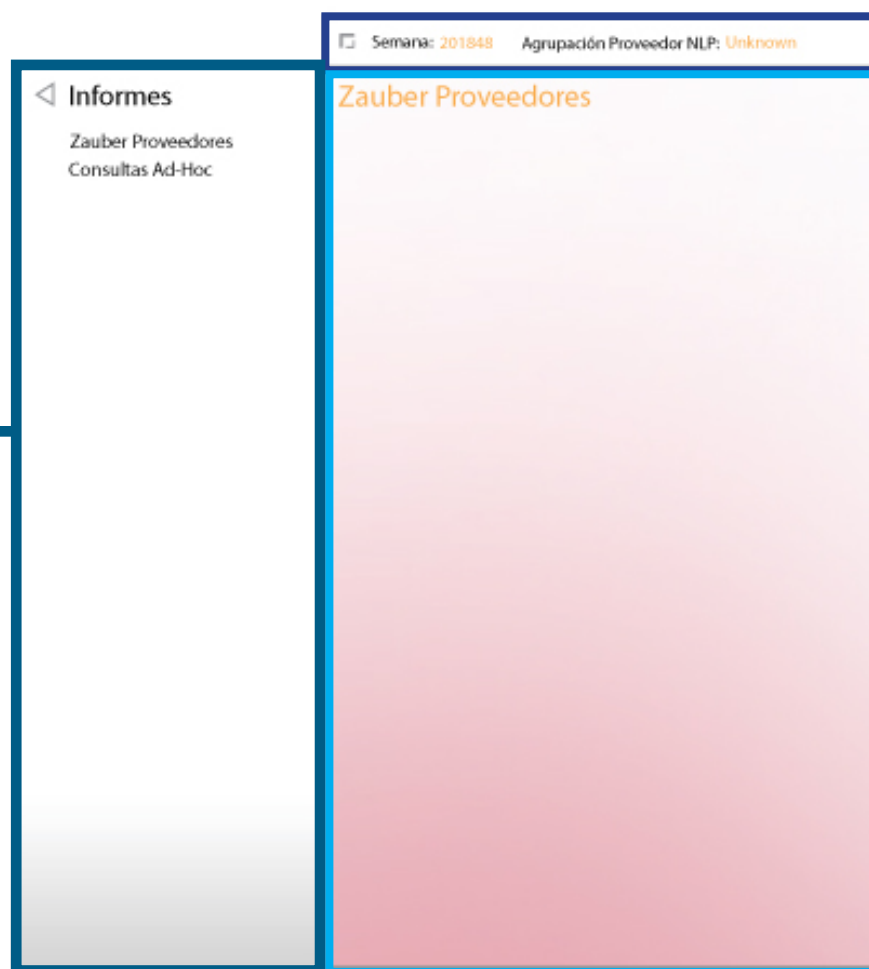 Semana: 201848 Agrupación Proveedor NLP: Unknown
Informes
Zauber Proveedores
Consultas Ad-Hoc
Zauber Proveedores